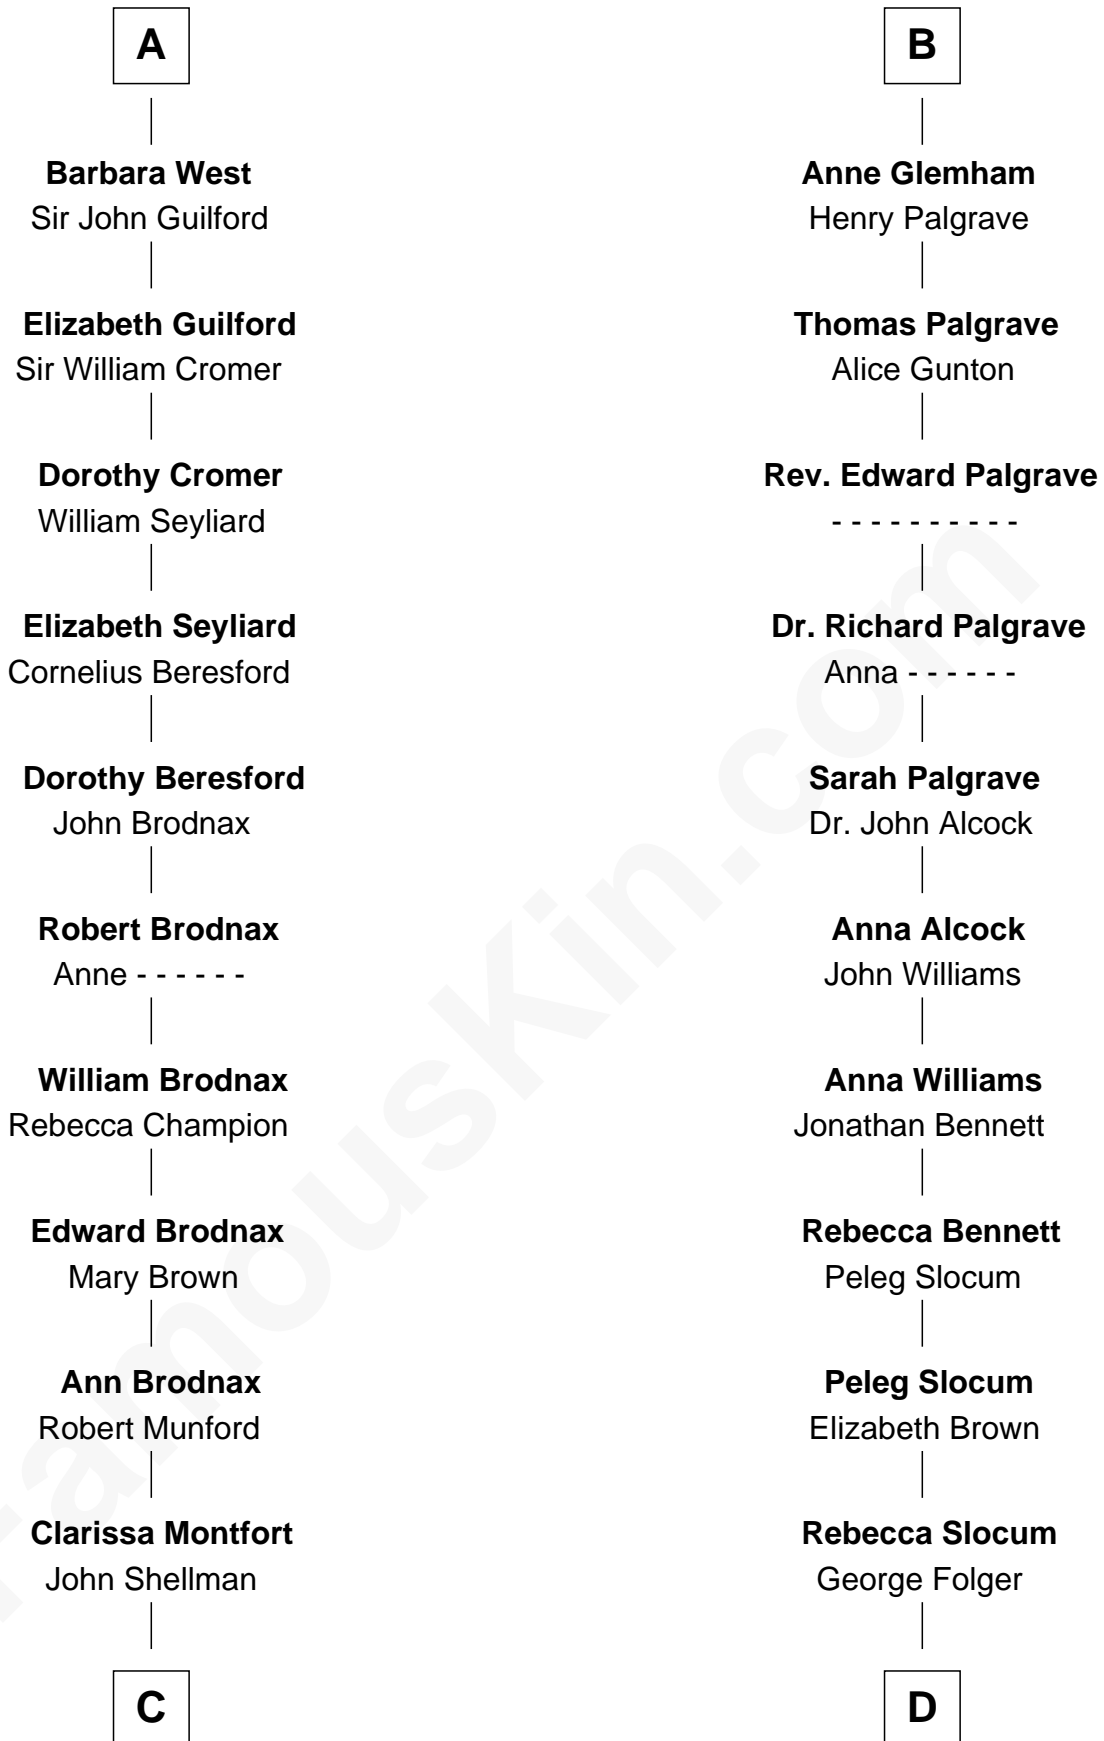 A
Barbara West
Sir John Guilford
Elizabeth Guilford
Sir William Cromer
Dorothy Cromer
William Seyliard
Elizabeth Seyliard
Cornelius Beresford
Dorothy Beresford
John Brodnax
Robert Brodnax
Anne - - - - - -
William Brodnax
Rebecca Champion
Edward Brodnax
Mary Brown
Ann Brodnax
Robert Munford
Clarissa Montfort
John Shellman
C
B
Anne Glemham
Henry Palgrave
Thomas Palgrave
Alice Gunton
Rev. Edward Palgrave
- - - - - - - - - -
Dr. Richard Palgrave
Anna - - - - - -
Sarah Palgrave
Dr. John Alcock
Anna Alcock
John Williams
Anna Williams
Jonathan Bennett
Rebecca Bennett
Peleg Slocum
Peleg Slocum
Elizabeth Brown
Rebecca Slocum
George Folger
D
FamousKin.com